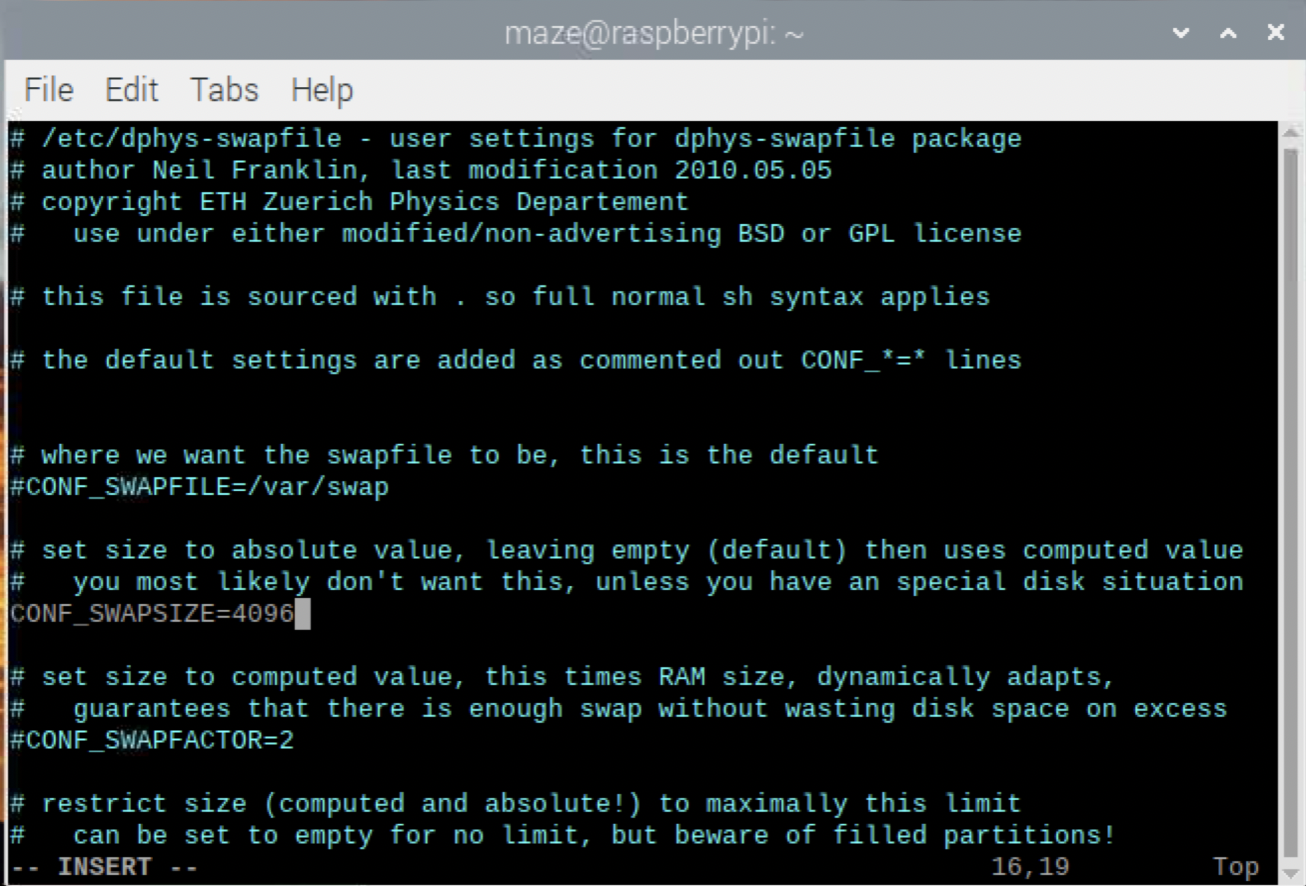 maze@raspberrypi: ~
File Edit Tabs Help
# /etc/dphys-swapfile - user settings for dphys-swapfile package
# author Neil Franklin, last modification 2010.05.05
# copyright ETH Zuerich Physics Departement
#   use under either modified/non-advertising BSD or GPL license
# this file is sourced with . so full normal sh syntax applies
# the default settings are added as commented out CONF_*=* lines
# where we want the swapfile to be, this is the default
#CONF_SWAPFILE=/var/swap
# set size to absolute value, leaving empty (default) then uses computed value
#   you most likely don't want this, unless you have an special disk situation
CONF_SWAPSIZE=4096
# set size to computed value, this times RAM size, dynamically adapts,
#   guarantees that there is enough swap without wasting disk space on excess
#CONF_SWAPFACTOR=2
# restrict size (computed and absolute!) to maximally this limit
#   can be set to empty for no limit, but beware of filled partitions!
-- INSERT -- 16,19 Top